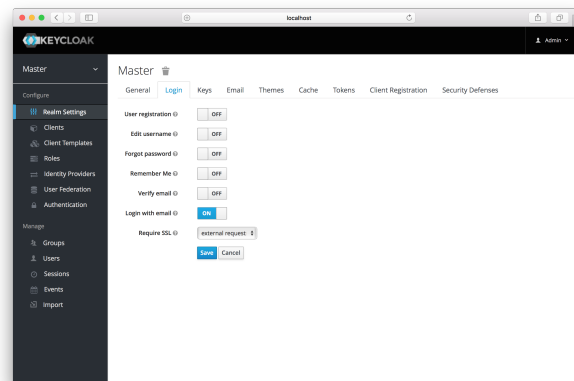 localhost
KEYCLOAK
Admin
Master
Master
General Login Keys Email Themes Cache Tokens Client Registration Security Defenses
Configure
Realm Settings
Clients
Client Templates
Roles
Identity Providers
User Federation
Authentication
Manage
Groups
Users
Sessions
Events
Import
User registration OFF
Edit username OFF
Forgot password OFF
Remember Me OFF
Verify email OFF
Login with email ON
Require SSL external request
Save Cancel